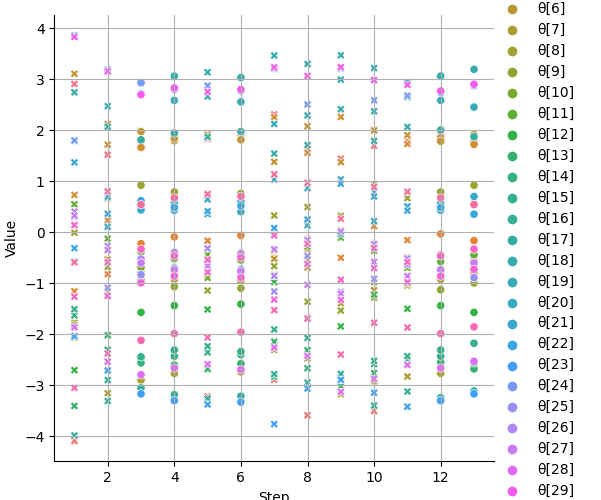 4
3
2
1
0
−1
−2
−3
−4
Value
2
4
6
8
10
12
Step
θ[6]
θ[7]
θ[8]
θ[9]
θ[10]
θ[11]
θ[12]
θ[13]
θ[14]
θ[15]
θ[16]
θ[17]
θ[18]
θ[19]
θ[20]
θ[21]
θ[22]
θ[23]
θ[24]
θ[25]
θ[26]
θ[27]
θ[28]
θ[29]